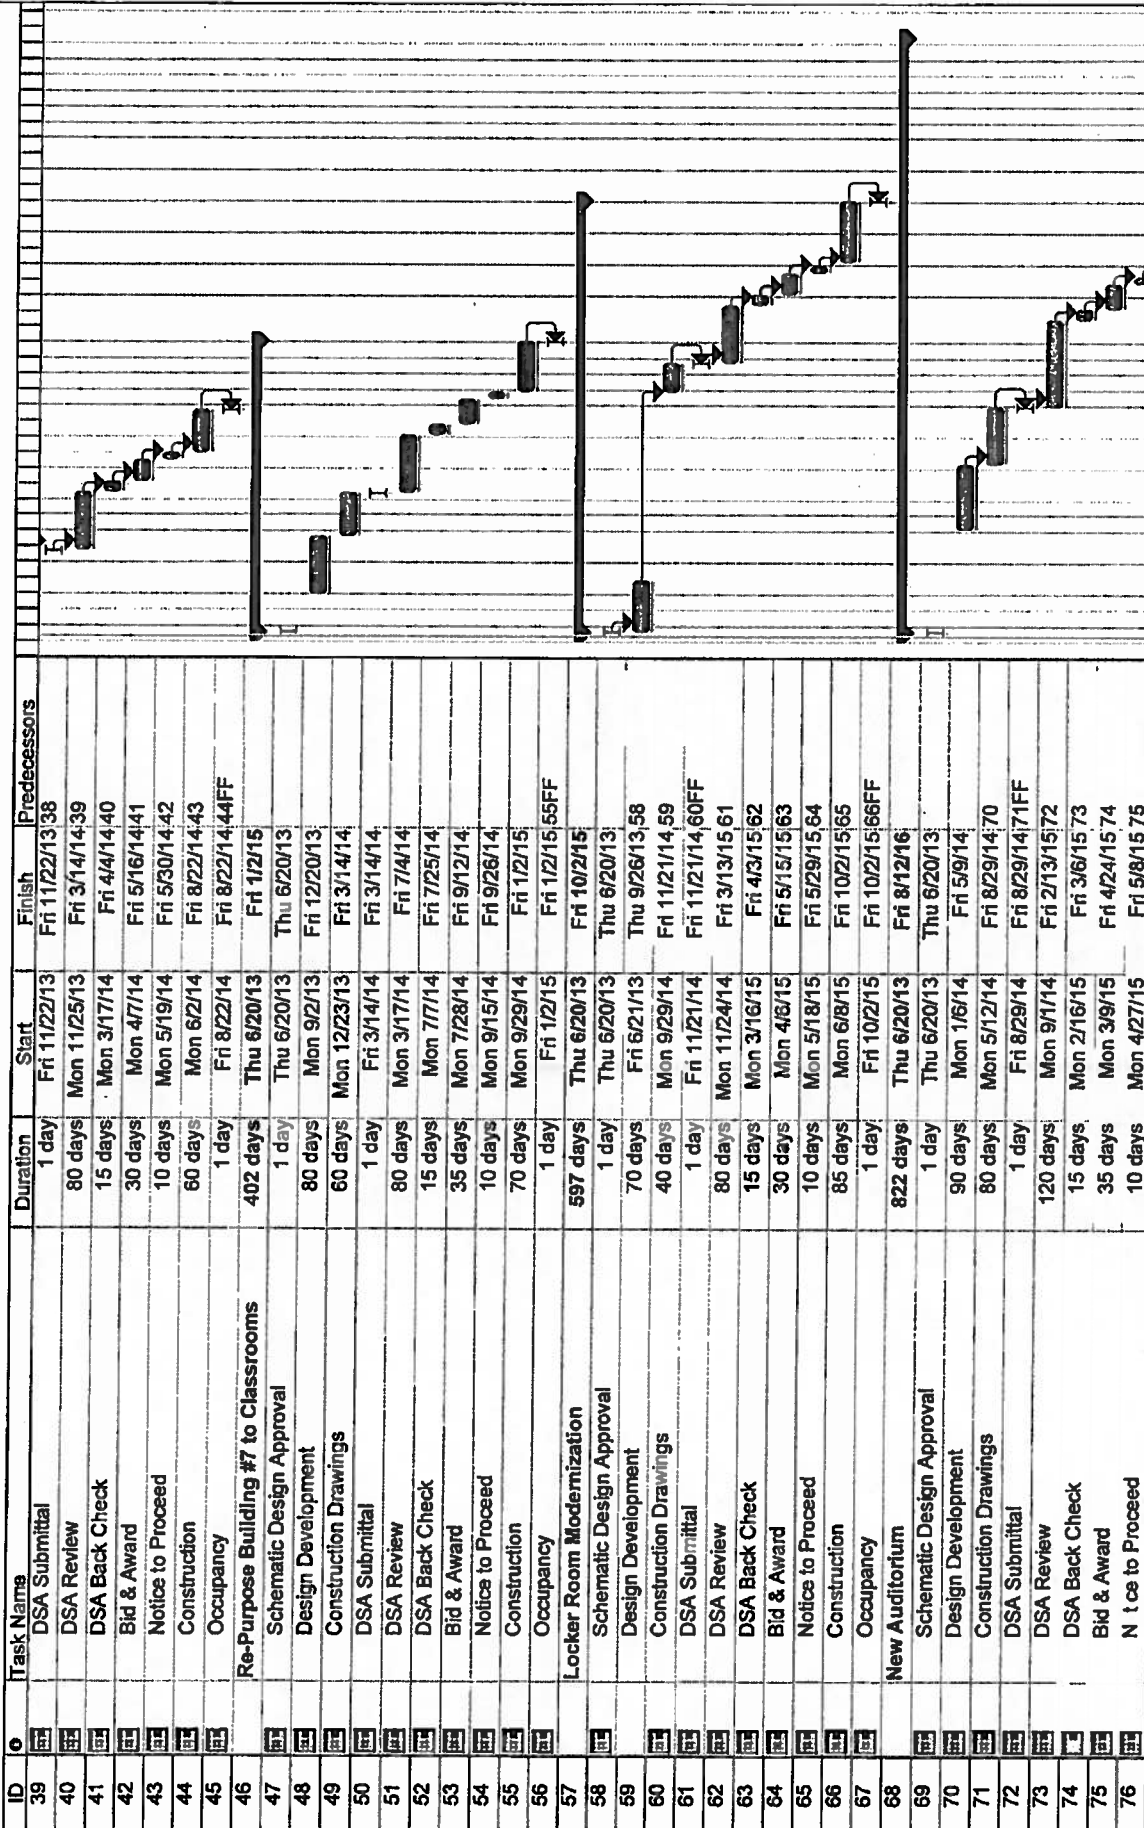 ID Task Name Duration Start Finish Predecessors
39 DSA Submittal 1 day Fri 11/22/13 Fri 11/22/13 38
40 DSA Review 80 days Mon 11/25/13 Fri 3/14/14 39
41 DSA Back Check 15 days Mon 3/17/14 Fri 4/4/14 40
42 Bid & Award 30 days Mon 4/7/14 Fri 5/16/14 41
43 Notice to Proceed 10 days Mon 5/19/14 Fri 5/30/14 42
44 Construction 60 days Mon 6/2/14 Fri 8/22/14 43
45 Occupancy 1 day Fri 8/22/14 Fri 8/22/14 44FF
46 Re-Purpose Building #7 to Classrooms 402 days Thu 6/20/13 Fri 1/2/15
47 Schematic Design Approval 1 day Thu 6/20/13 Thu 6/20/13
48 Design Development 80 days Mon 9/2/13 Fri 12/20/13
49 Construction Drawings 60 days Mon 12/23/13 Fri 3/14/14
50 DSA Submittal 1 day Fri 3/14/14 Fri 3/14/14
51 DSA Review 80 days Mon 3/17/14 Fri 7/4/14
52 DSA Back Check 15 days Mon 7/7/14 Fri 7/25/14
53 Bid & Award 35 days Mon 7/28/14 Fri 9/12/14
54 Notice to Proceed 10 days Mon 9/15/14 Fri 9/26/14
55 Construction 70 days Mon 9/29/14 Fri 1/2/15
56 Occupancy 1 day Fri 1/2/15 Fri 1/2/15 55FF
57 Locker Room Modernization 597 days Thu 6/20/13 Fri 10/2/15
58 Schematic Design Approval 1 day Thu 6/20/13 Thu 6/20/13
59 Design Development 70 days Fri 6/21/13 Thu 9/26/13 58
60 Construction Drawings 40 days Mon 9/29/14 Fri 11/21/14 59
61 DSA Submittal 1 day Fri 11/21/14 Fri 11/21/14 60FF
62 DSA Review 80 days Mon 11/24/14 Fri 3/13/15 61
63 DSA Back Check 15 days Mon 3/16/15 Fri 4/3/15 62
64 Bid & Award 30 days Mon 4/6/15 Fri 5/15/15 63
65 Notice to Proceed 10 days Mon 5/18/15 Fri 5/29/15 64
66 Construction 85 days Mon 6/8/15 Fri 10/2/15 65
67 Occupancy 1 day Fri 10/2/15 Fri 10/2/15 66FF
68 New Auditorium 822 days Thu 6/20/13 Fri 8/12/16
69 Schematic Design Approval 1 day Thu 6/20/13 Thu 6/20/13
70 Design Development 90 days Mon 1/6/14 Fri 5/9/14
71 Construction Drawings 80 days Mon 5/12/14 Fri 8/29/14 70
72 DSA Submittal 1 day Fri 8/29/14 Fri 8/29/14 71FF
73 DSA Review 120 days Mon 9/1/14 Fri 2/13/15 72
74 DSA Back Check 15 days Mon 2/16/15 Fri 3/6/15 73
75 Bid & Award 35 days Mon 3/9/15 Fri 4/24/15 74
76 N t ce to Proceed 10 days Mon 4/27/15 Fri 5/8/15 75